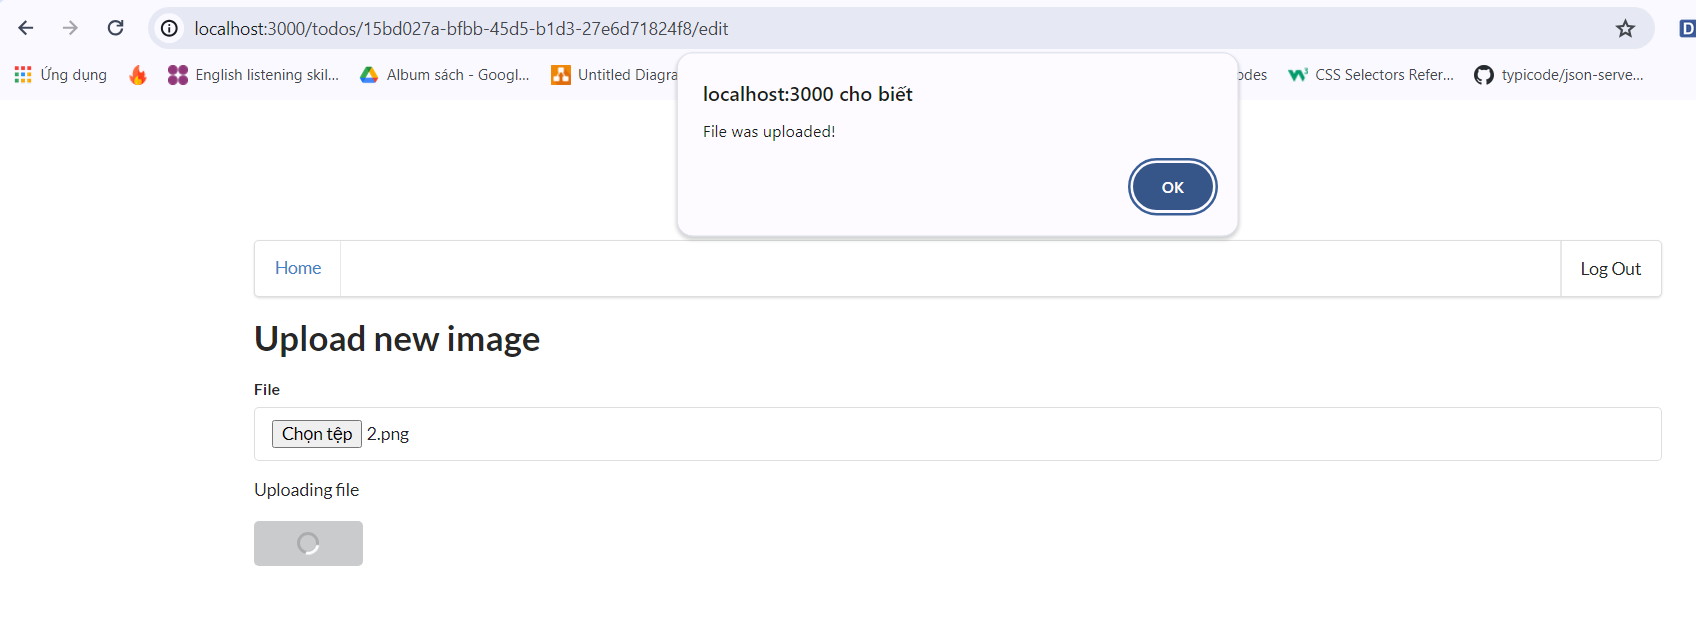 localhost:3000/todos/15bd027a-bfbb-45d5-b1d3-27e6d71824f8/edit
Ứng dụng
English listening skil...
Album sách - Googl...
Untitled Diagra
CSS Selectors Refer...
typicode/json-serve...
localhost:3000 cho biết
File was uploaded!
OK
Home
Log Out
Upload new image
File
Chọn tệp 2.png
Uploading file